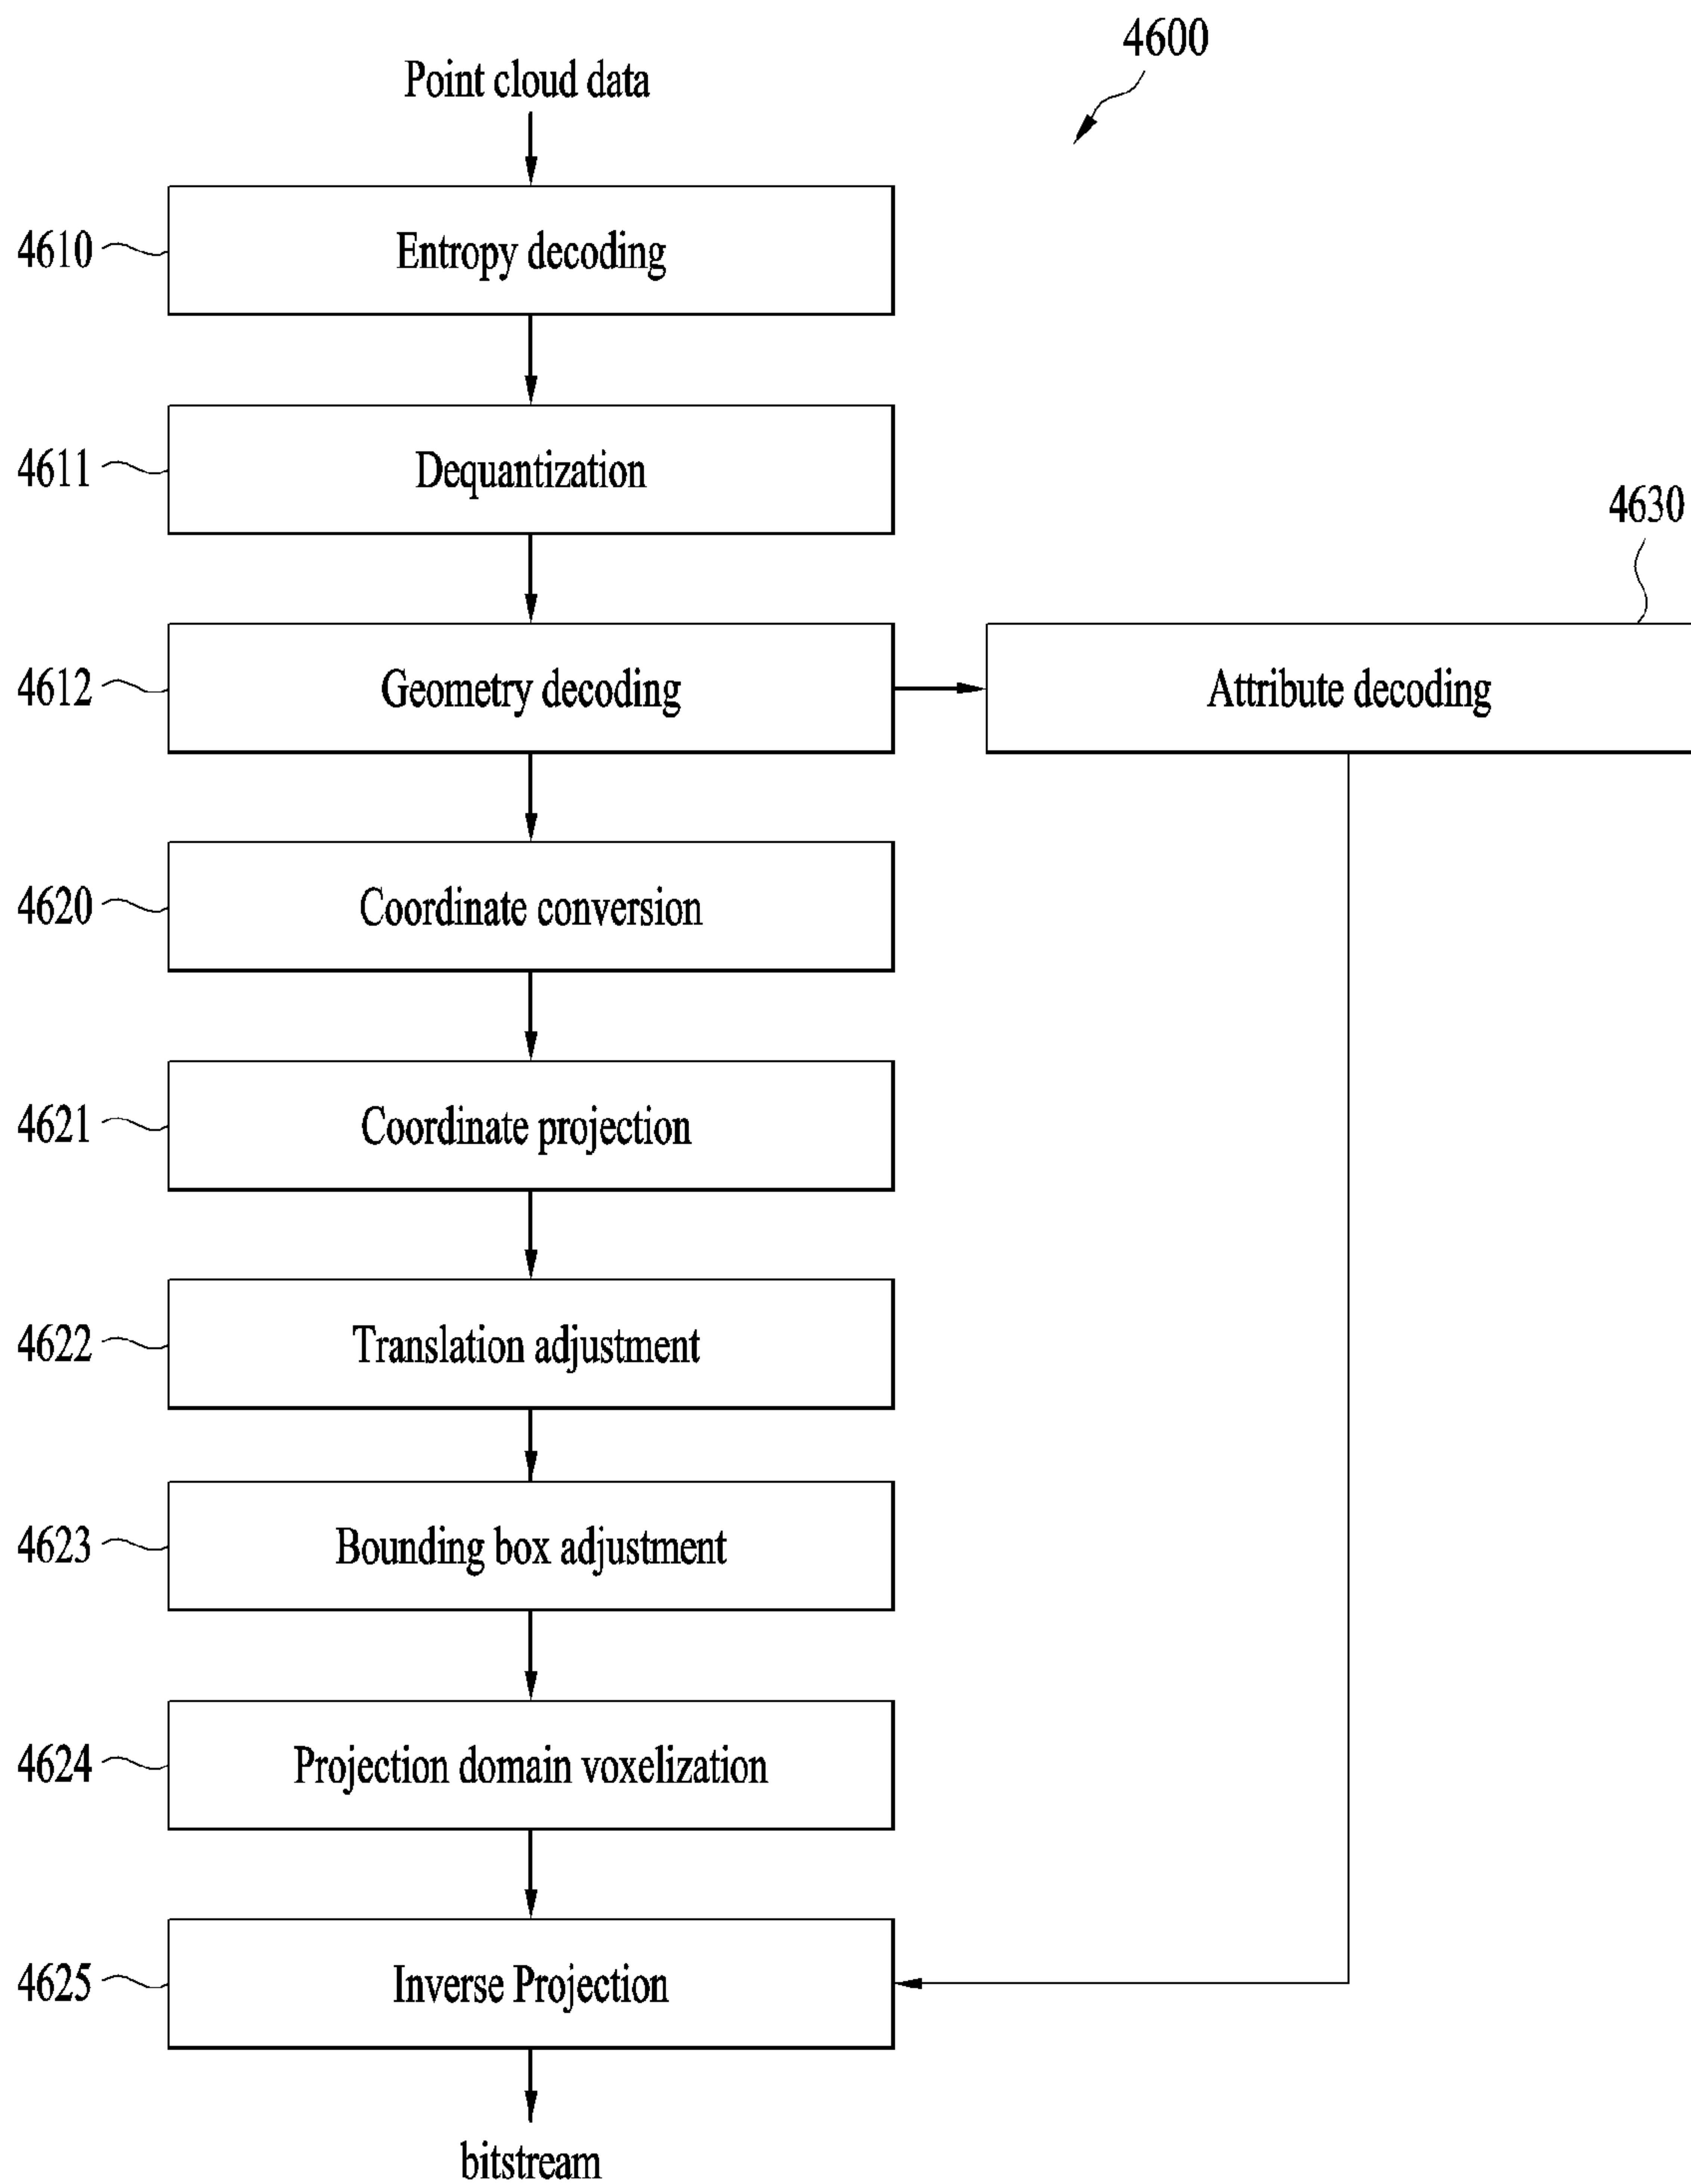 4600
Point cloud data
4610
Entropy decoding
4611
Dequantization
4630
4612
Geometry decoding
Attribute decoding
4620
Coordinate conversion
4621
Coordinate projection
4622
Translation adjustment
4623
Bounding box adjustment
4624
Projection domain voxelization
4625
Inverse Projection
bitstream